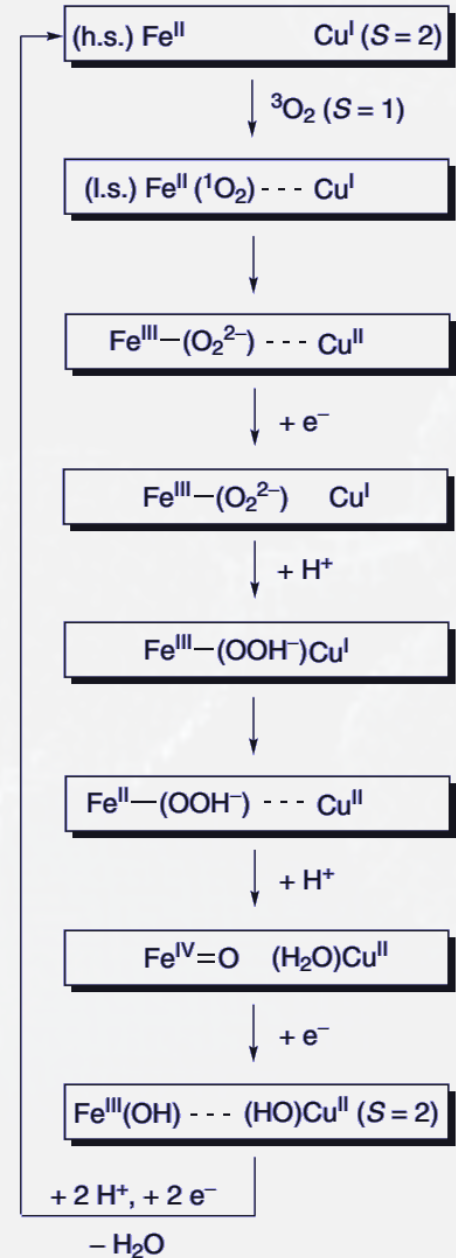 (h.s.) Feᴵᴵ Cuᴵ (S = 2)
³O₂ (S = 1)
(l.s.) Feᴵᴵ (¹O₂) - - - Cuᴵ
Feᴵᴵᴵ—(O₂²⁻) - - - Cuᴵᴵ
+ e⁻
Feᴵᴵᴵ—(O₂²⁻) Cuᴵ
+ H⁺
Feᴵᴵᴵ—(OOH⁻)Cuᴵ
Feᴵᴵ—(OOH⁻) - - - Cuᴵᴵ
+ H⁺
Feᴵⱽ=O (H₂O)Cuᴵᴵ
+ e⁻
Feᴵᴵᴵ(OH) - - - (HO)Cuᴵᴵ (S = 2)
+ 2 H⁺, + 2 e⁻
– H₂O